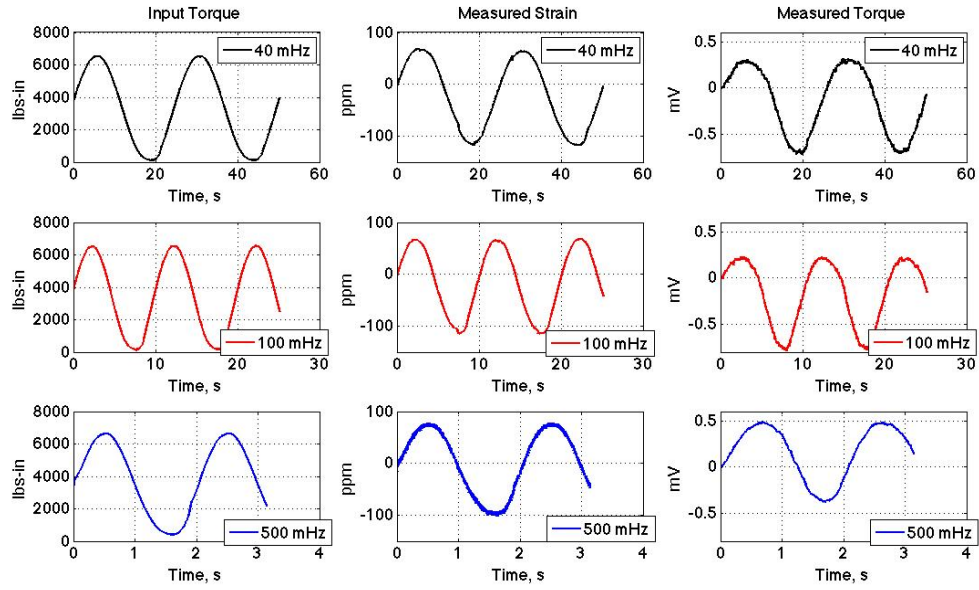 Input Torque
Measured Strain
Measured Torque
8000
6000
4000
2000
0
lbs-in
40 mHz
0 20 40 60
Time, s
100
0
-100
ppm
40 mHz
0 20 40 60
Time, s
0.5
0
-0.5
mV
40 mHz
0 20 40 60
Time, s
8000
6000
4000
2000
0
lbs-in
100 mHz
0 10 20 30
Time, s
100
0
-100
ppm
100 mHz
0 10 20 30
Time, s
0.5
0
-0.5
mV
100 mHz
0 10 20 30
Time, s
8000
6000
4000
2000
0
lbs-in
500 mHz
0 1 2 3 4
Time, s
100
0
-100
ppm
500 mHz
0 1 2 3 4
Time, s
0.5
0
-0.5
mV
500 mHz
0 1 2 3 4
Time, s